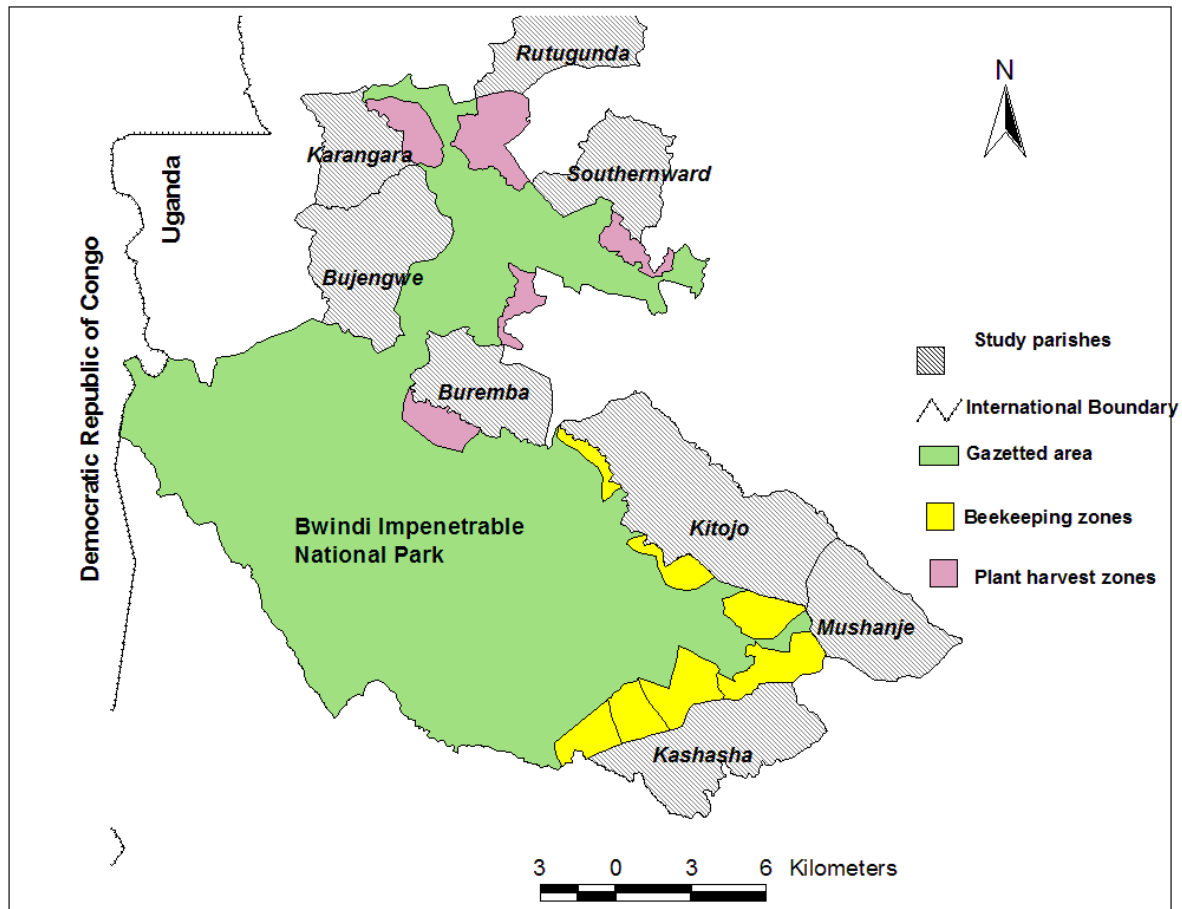 Rutugunda
N
Karangara
Southernward
Uganda
Bujengwe
Democratic Republic of Congo
Study parishes
Buremba
International Boundary
Gazetted area
Bwindi Impenetrable
National Park
Kitojo
Beekeeping zones
Plant harvest zones
Mushanje
Kashasha
3 0 3 6 Kilometers